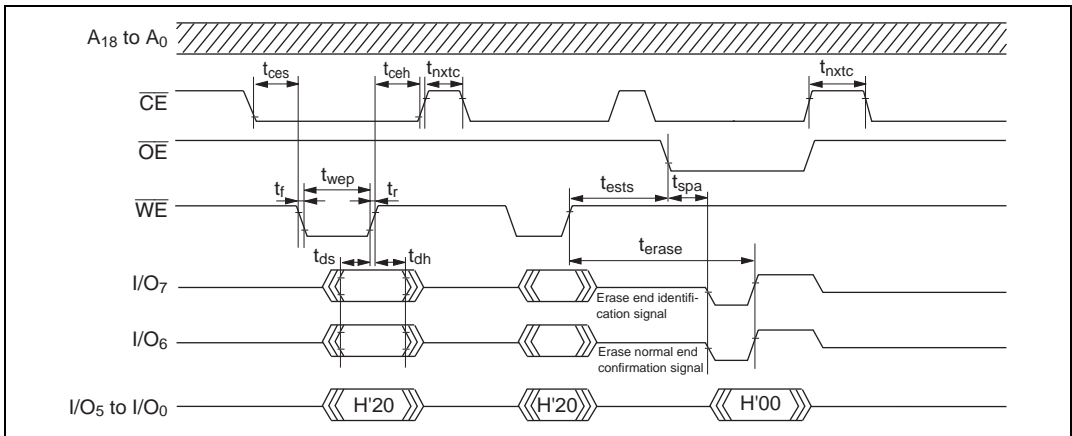 A18 to A0
tces
tceh
tnxtc
tnxtc
CE
OE
tf
twep
tr
tests
tspa
WE
tds
tdh
terase
I/O7
Erase end identifi-
cation signal
I/O6
Erase normal end
confirmation signal
I/O5 to I/O0
H'20
H'20
H'00